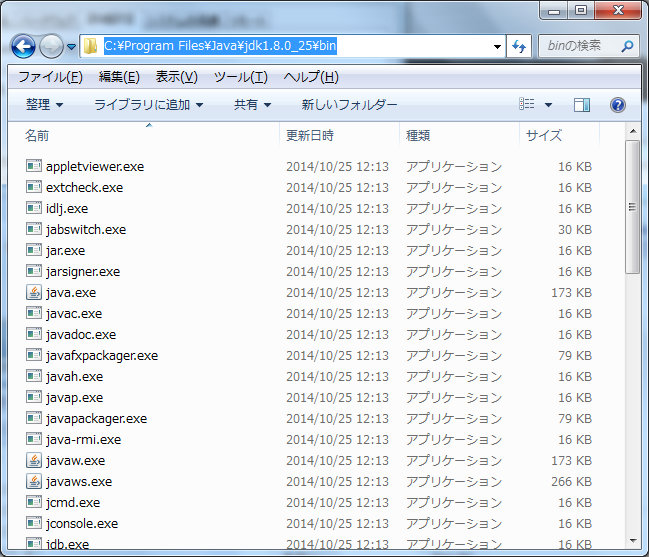 C:¥Program Files¥Java¥jdk1.8.0_25¥bin binの検索
ファイル(F) 編集(E) 表示(V) ツール(T) ヘルプ(H)
整理 ライブラリに追加 共有 新しいフォルダー
名前 更新日時 種類 サイズ
appletviewer.exe 2014/10/25 12:13 アプリケーション 16 KB
extcheck.exe 2014/10/25 12:13 アプリケーション 16 KB
idlj.exe 2014/10/25 12:13 アプリケーション 16 KB
jabswitch.exe 2014/10/25 12:13 アプリケーション 30 KB
jar.exe 2014/10/25 12:13 アプリケーション 16 KB
jarsigner.exe 2014/10/25 12:13 アプリケーション 16 KB
java.exe 2014/10/25 12:13 アプリケーション 173 KB
javac.exe 2014/10/25 12:13 アプリケーション 16 KB
javadoc.exe 2014/10/25 12:13 アプリケーション 16 KB
javafxpackager.exe 2014/10/25 12:13 アプリケーション 79 KB
javah.exe 2014/10/25 12:13 アプリケーション 16 KB
javap.exe 2014/10/25 12:13 アプリケーション 16 KB
javapackager.exe 2014/10/25 12:13 アプリケーション 79 KB
java-rmi.exe 2014/10/25 12:13 アプリケーション 16 KB
javaw.exe 2014/10/25 12:13 アプリケーション 173 KB
javaws.exe 2014/10/25 12:13 アプリケーション 266 KB
jcmd.exe 2014/10/25 12:13 アプリケーション 16 KB
jconsole.exe 2014/10/25 12:13 アプリケーション 16 KB
jdb.exe 2014/10/25 12:13 アプリケーション 16 KB